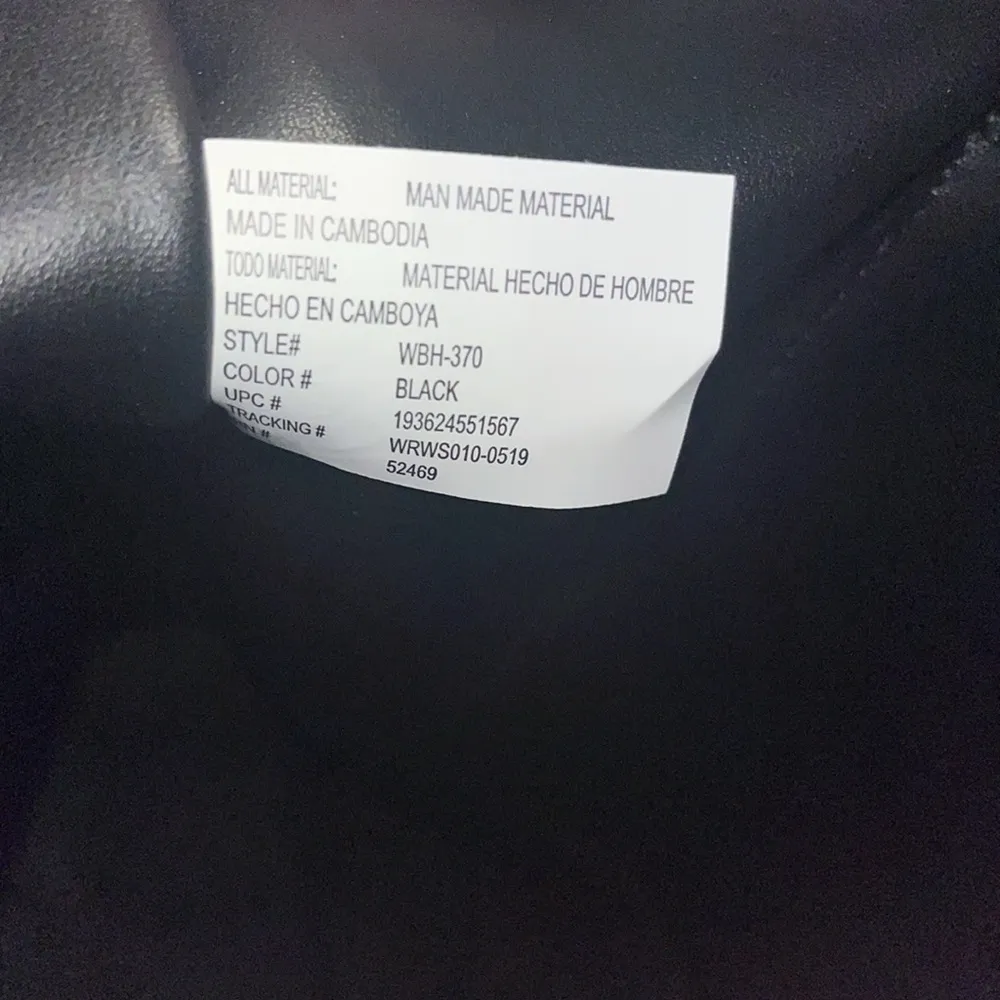 ALL MATERIAL: MAN MADE MATERIAL
MADE IN CAMBODIA
TODO MATERIAL: MATERIAL HECHO DE HOMBRE
HECHO EN CAMBOYA
STYLE# WBH-370
COLOR # BLACK
UPC # 193624551567
TRACKING # WRWS010-0519
52469